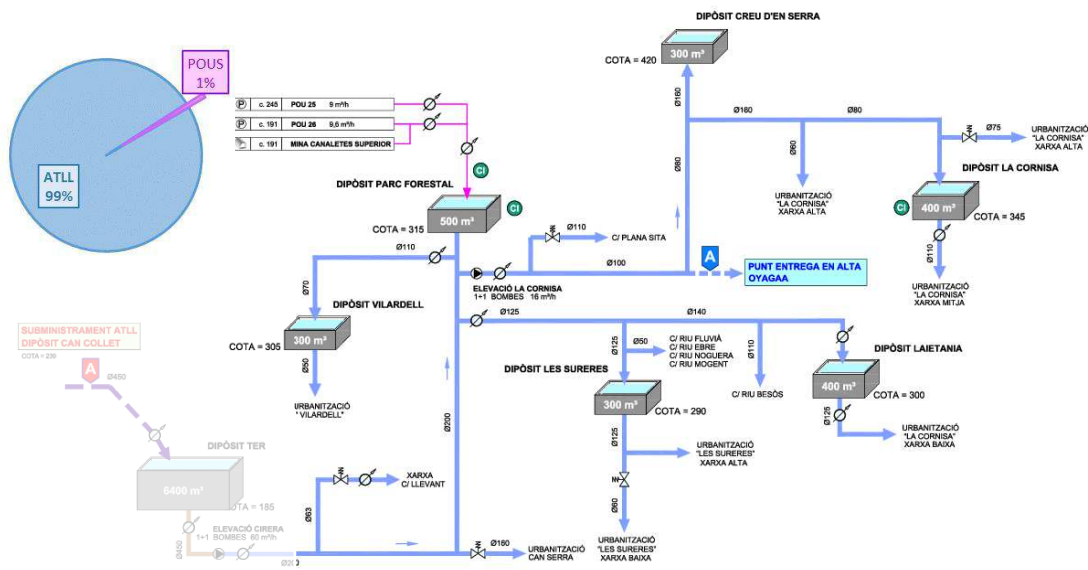 POUS
1%
ATLL
99%
P c. 245 POU 25 9 m³/h
P c. 191 POU 26 9,6 m³/h
c. 191 MINA CANALETES SUPERIOR
CI
DIPÒSIT PARC FORESTAL
500 m³
CI
COTA = 315
Ø110
Ø70
DIPÒSIT VILARDELL
300 m³
COTA = 305
Ø50
URBANITZACIÓ
"VILARDELL"
DIPÒSIT CREU D'EN SERRA
300 m³
COTA = 420
Ø160
Ø160
Ø80
Ø75
URBANITZACIÓ
"LA CORNISA"
XARXA ALTA
Ø60
URBANITZACIÓ
"LA CORNISA"
XARXA ALTA
DIPÒSIT LA CORNISA
400 m³
CI
COTA = 345
Ø110
URBANITZACIÓ
"LA CORNISA"
XARXA MITJA
Ø80
Ø110
C/ PLANA SITA
Ø100
ELEVACIÓ LA CORNISA
1+1 BOMBES 16 m³/h
A
PUNT ENTREGA EN ALTA
OYAGAA
Ø125
Ø140
Ø125
Ø50
C/ RIU FLUVIÀ
C/ RIU EBRE
C/ RIU NOGUERA
C/ RIU MOGENT
Ø110
C/ RIU BESÒS
DIPÒSIT LES SURERES
300 m³
COTA = 290
Ø125
URBANITZACIÓ
"LES SURERES"
XARXA ALTA
Ø60
URBANITZACIÓ
"LES SURERES"
XARXA BAIXA
DIPÒSIT LAIETANIA
400 m³
COTA = 300
Ø125
URBANITZACIÓ
"LA CORNISA"
XARXA BAIXA
SUBMINISTRAMENT ATLL
DIPÒSIT CAN COLLET
A
Ø450
DIPÒSIT TER
6400 m³
COTA = 185
Ø450
ELEVACIÓ CIRERA
1+1 BOMBES 60 m³/h
Ø63
XARXA
C/ LLEVANT
Ø200
Ø160
URBANITZACIÓ
CAN SERRA